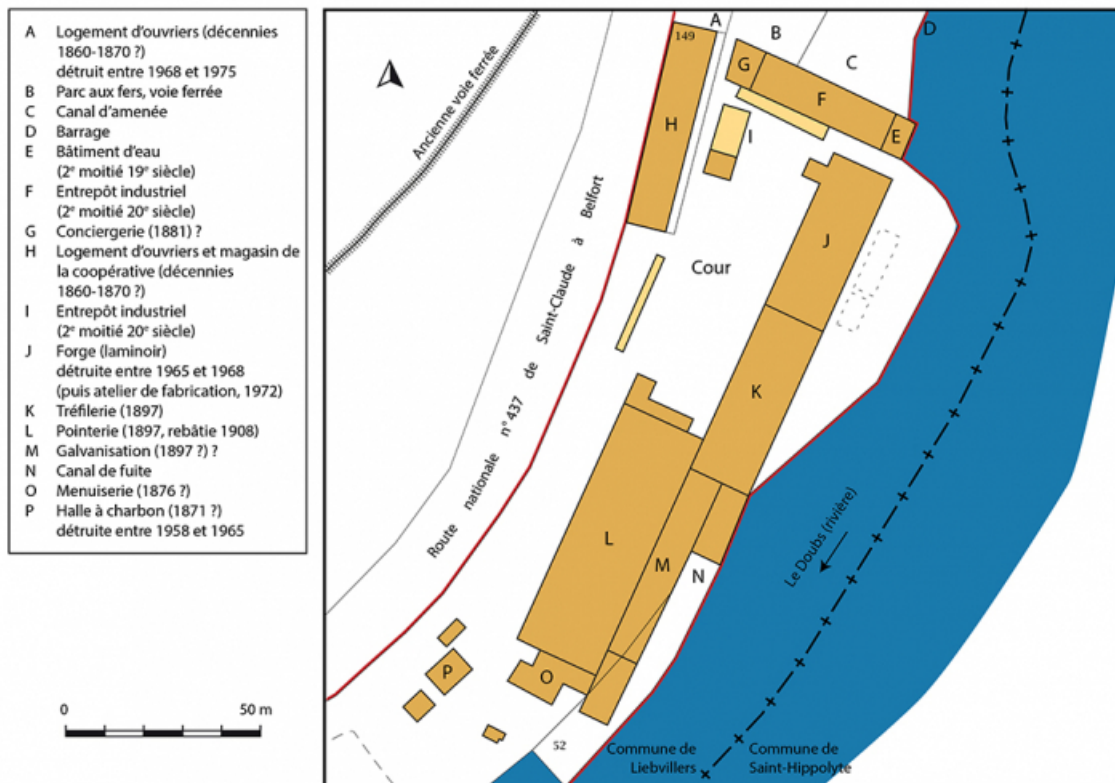 A Logement d'ouvriers (décennies
1860-1870 ?)
détruit entre 1968 et 1975
B Parc aux fers, voie ferrée
C Canal d'amenée
D Barrage
E Bâtiment d'eau
(2e moitié 19e siècle)
F Entrepôt industriel
(2e moitié 20e siècle)
G Conciergerie (1881) ?
H Logement d'ouvriers et magasin de
la coopérative (décennies
1860-1870 ?)
I Entrepôt industriel
(2e moitié 20e siècle)
J Forge (laminoir)
détruite entre 1965 et 1968
(puis atelier de fabrication, 1972)
K Tréfilerie (1897)
L Pointerie (1897, rebâtie 1908)
M Galvanisation (1897 ?) ?
N Canal de fuite
O Menuiserie (1876 ?)
P Halle à charbon (1871 ?)
détruite entre 1958 et 1965
0 50 m
A
B
C
D
149
G
F
E
H
I
J
Ancienne voie ferrée
Cour
Route nationale n° 437 de Saint-Claude à Belfort
K
L
M
N
Le Doubs (rivière)
P
O
52
Commune de
Liebvillers
Commune de
Saint-Hippolyte